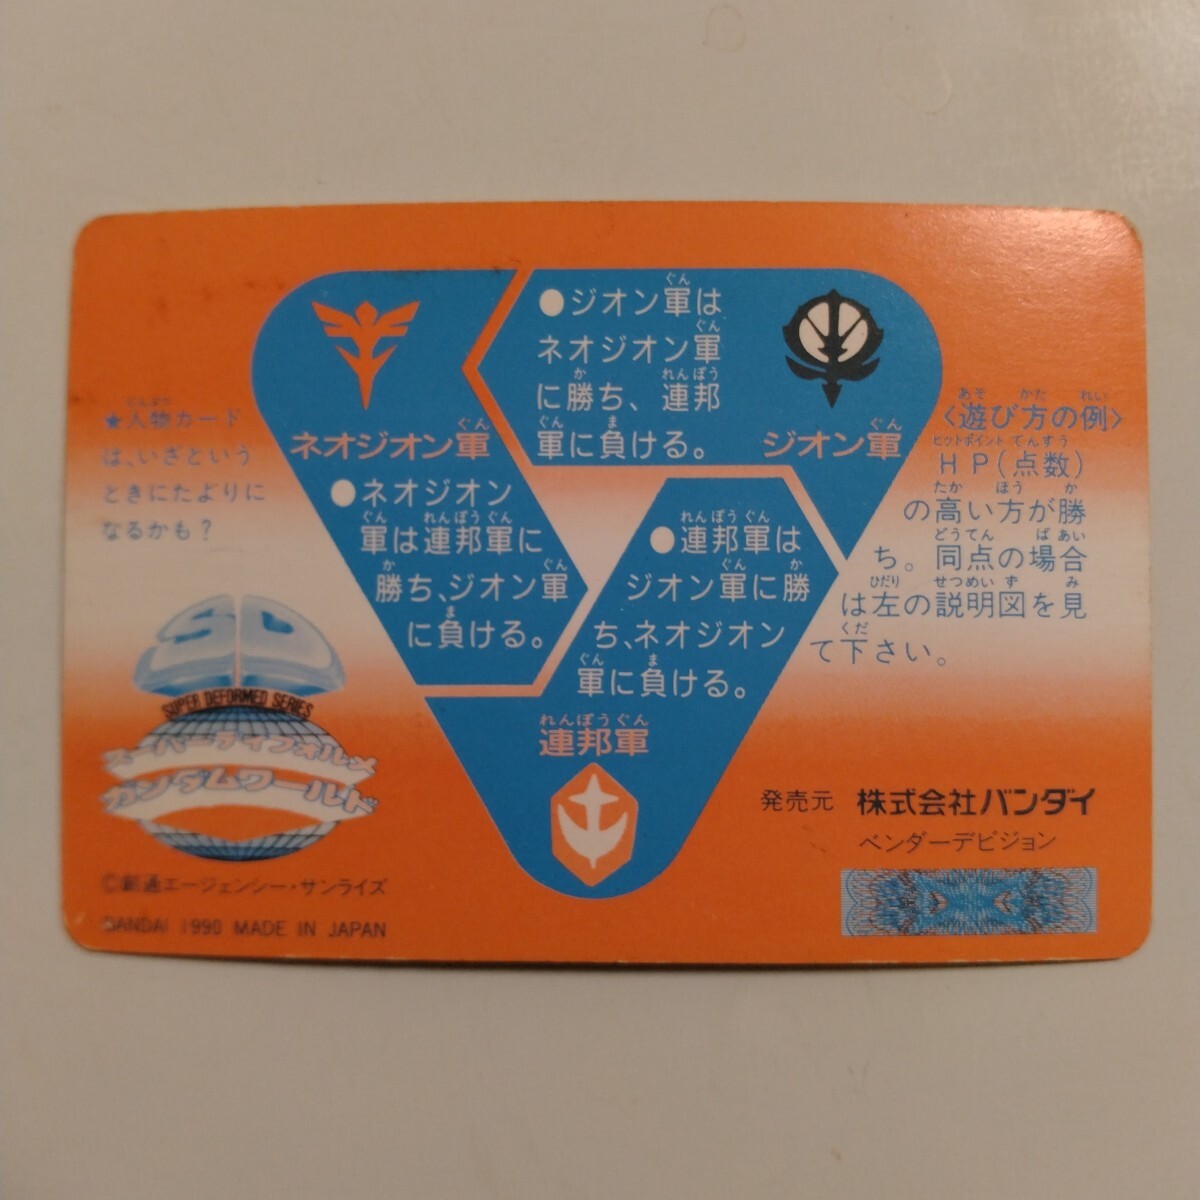 ●ジオン軍は
ネオジオン軍
に勝ち、連邦
軍に負ける。
ネオジオン軍
ジオン軍
●ネオジオン
軍は連邦軍に
勝ち、ジオン軍
に負ける。
●連邦軍は
ジオン軍に勝
ち、ネオジオン
軍に負ける。
連邦軍
★人物カード
は、いざという
ときにたよりに
なるかも？
〈遊び方の例〉
HP(点数)
の高い方が勝
ち。同点の場合
は左の説明図を見
て下さい。
SD
SUPER DEFORMED SERIES
スーパーディフォルメ
ガンダムワールド
©創通エージェンシー・サンライズ
BANDAI 1990 MADE IN JAPAN
発売元 株式会社バンダイ
ベンダーデビジョン